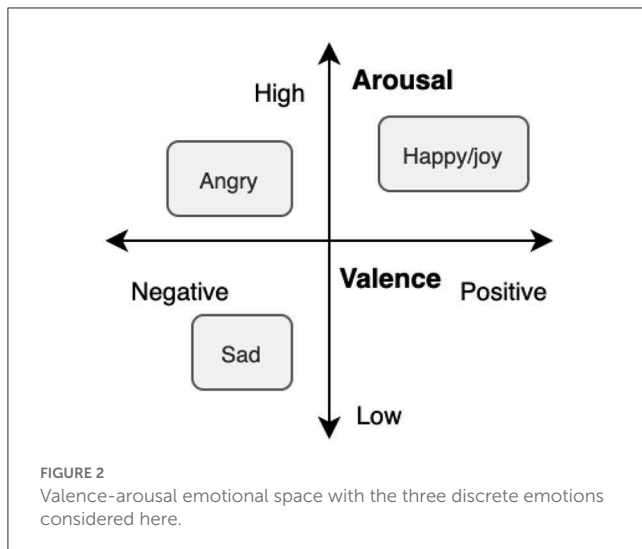 Arousal
High
Happy/joy
Angry
Valence
Negative
Positive
Sad
Low
FIGURE 2
Valence-arousal emotional space with the three discrete emotions
considered here.